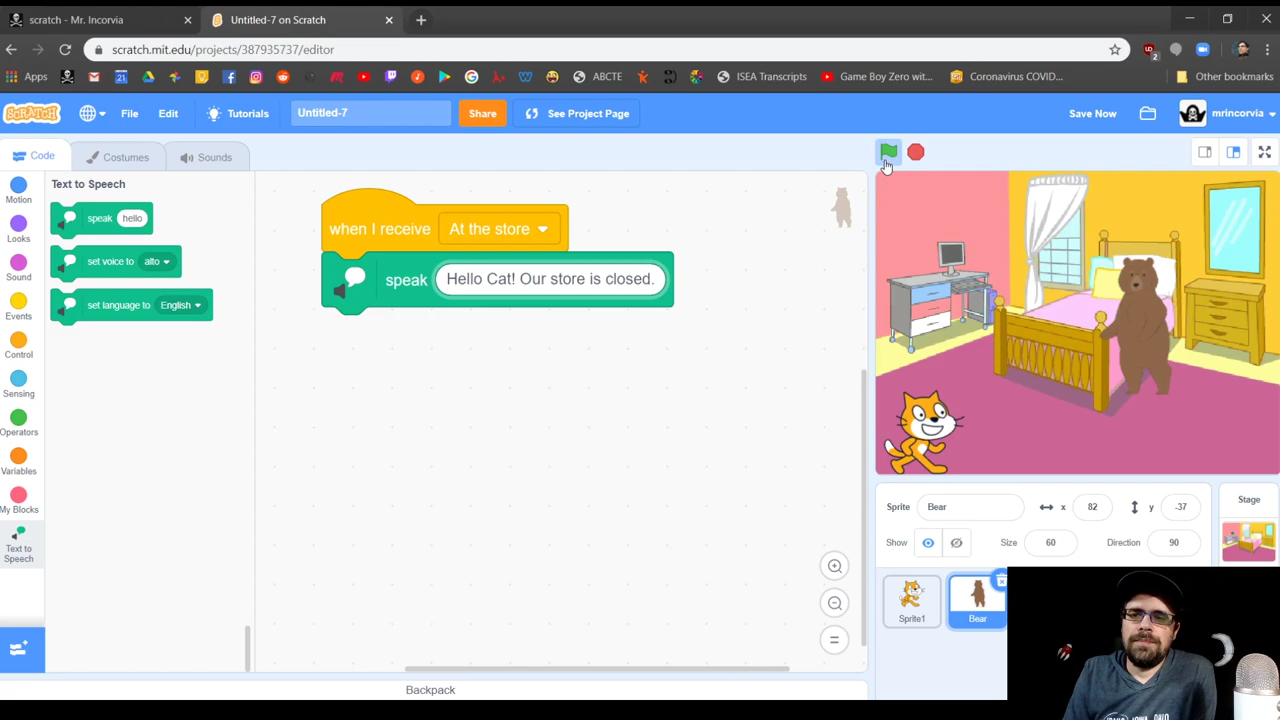 scratch - Mr. Incorvia
Untitled-7 on Scratch
scratch.mit.edu/projects/387935737/editor
2
Apps
21
ABCTE
ISEA Transcripts
Game Boy Zero wit...
Coronavirus COVID...
Other bookmarks
SCRATCH
File
Edit
Tutorials
Untitled-7
Share
See Project Page
Save Now
mrincorvia
Code
Costumes
Sounds
Motion
Looks
Sound
Events
Control
Sensing
Operators
Variables
My Blocks
Text to
Speech
Text to Speech
speak hello
set voice to alto
set language to English
when I receive At the store
speak Hello Cat! Our store is closed.
Sprite Bear x 82 y -37
Show Size 60 Direction 90
Sprite1
Bear
Stage
Backpack